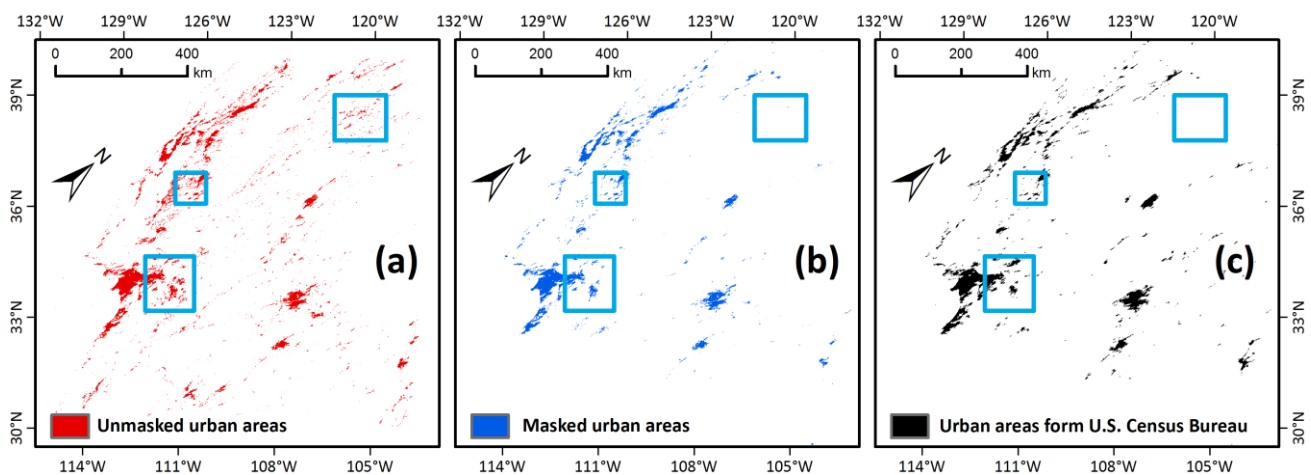 132°W 129°W 126°W 123°W 120°W 132°W 129°W 126°W 123°W 120°W 132°W 129°W 126°W 123°W 120°W
0 200 400 0 200 400 0 200 400
km km km
39°N 39°N
N N N
36°N 36°N
(a) (b) (c)
33°N 33°N
Unmasked urban areas Masked urban areas Urban areas form U.S. Census Bureau
30°N 30°N
114°W 111°W 108°W 105°W 114°W 111°W 108°W 105°W 114°W 111°W 108°W 105°W